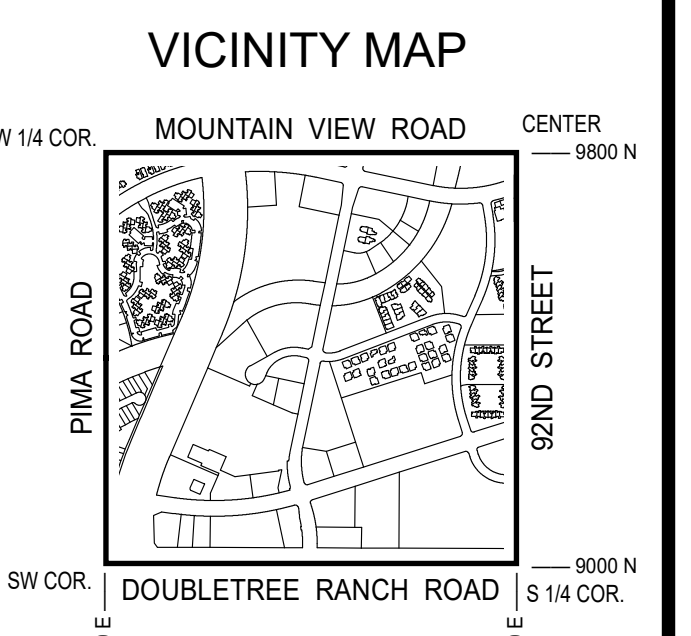 VICINITY MAP
MOUNTAIN VIEW ROAD
CENTER
1/4 COR.
9800 N
PIMA ROAD
92ND STREET
9000 N
SW COR.
DOUBLETREE RANCH ROAD
S 1/4 COR.
E
E